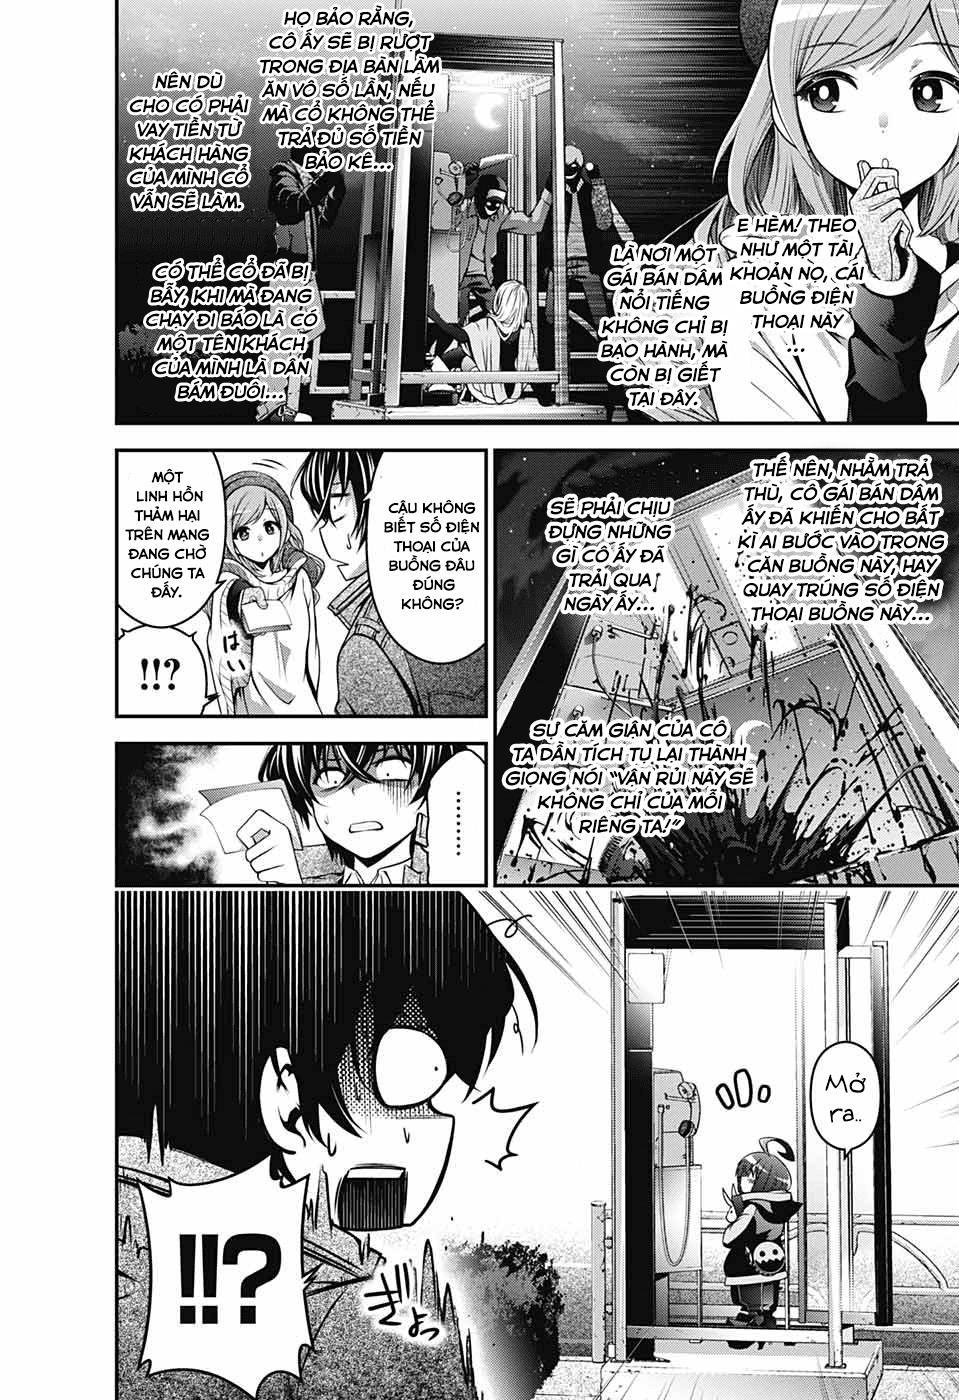 E HÈM! THEO
NHƯ MỘT TÀI
KHOẢN NỌ, CÁI
BUỒNG ĐIỆN
THOẠI NÀY
...
LÀ NƠI MỘT
GÁI BÁN DÂM
NỔI TIẾNG
KHÔNG CHỈ BỊ
BẠO HÀNH, MÀ
CÒN BỊ GIẾT
TẠI ĐÂY.
HỌ BẢO RẰNG,
CÔ ẤY SẼ BỊ RƯỢT
TRONG ĐỊA BÀN LÀM
ĂN VÔ SỐ LẦN, NẾU
MÀ CỔ KHÔNG THỂ
TRẢ ĐỦ SỐ TIỀN
BẢO KÊ...
NÊN DÙ
CHO CÓ PHẢI
VAY TIỀN TỪ
KHÁCH HÀNG
CỦA MÌNH CỔ
VẪN SẼ LÀM.
CÓ THỂ CỔ ĐÃ BỊ
BẪY, KHI MÀ ĐANG
CHẠY ĐI BÁO LÀ CÓ
MỘT TÊN KHÁCH
CỦA MÌNH LÀ DÂN
BÁM ĐUÔI...
THẾ NÊN, NHẰM TRẢ
THÙ, CÔ GÁI BÁN DÂM
ẤY ĐÃ KHIẾN CHO BẤT
KÌ AI BƯỚC VÀO TRONG
CĂN BUỒNG NÀY, HAY
QUAY TRÚNG SỐ ĐIỆN
THOẠI BUỒNG NÀY...
SẼ PHẢI CHỊU
ĐỰNG NHỮNG
GÌ CÔ ẤY ĐÃ
TRẢI QUA
NGÀY ẤY...
SỰ CĂM GIẬN CỦA CÔ
TA DẦN TÍCH TỤ LẠI THÀNH
GIỌNG NÓI "VẬN RỦI NÀY SẼ
KHÔNG CHỈ CỦA MỖI
RIÊNG TA!"
CẬU KHÔNG
BIẾT SỐ ĐIỆN
THOẠI CỦA
BUỒNG ĐÂU
ĐÚNG
KHÔNG?
MỘT
LINH HỒN
THẢM HẠI
TRÊN MẠNG
ĐANG CHỜ
CHÚNG TA
ĐẤY.
はい
!!?
........
Mở
ra..
!!?
ぎょっ